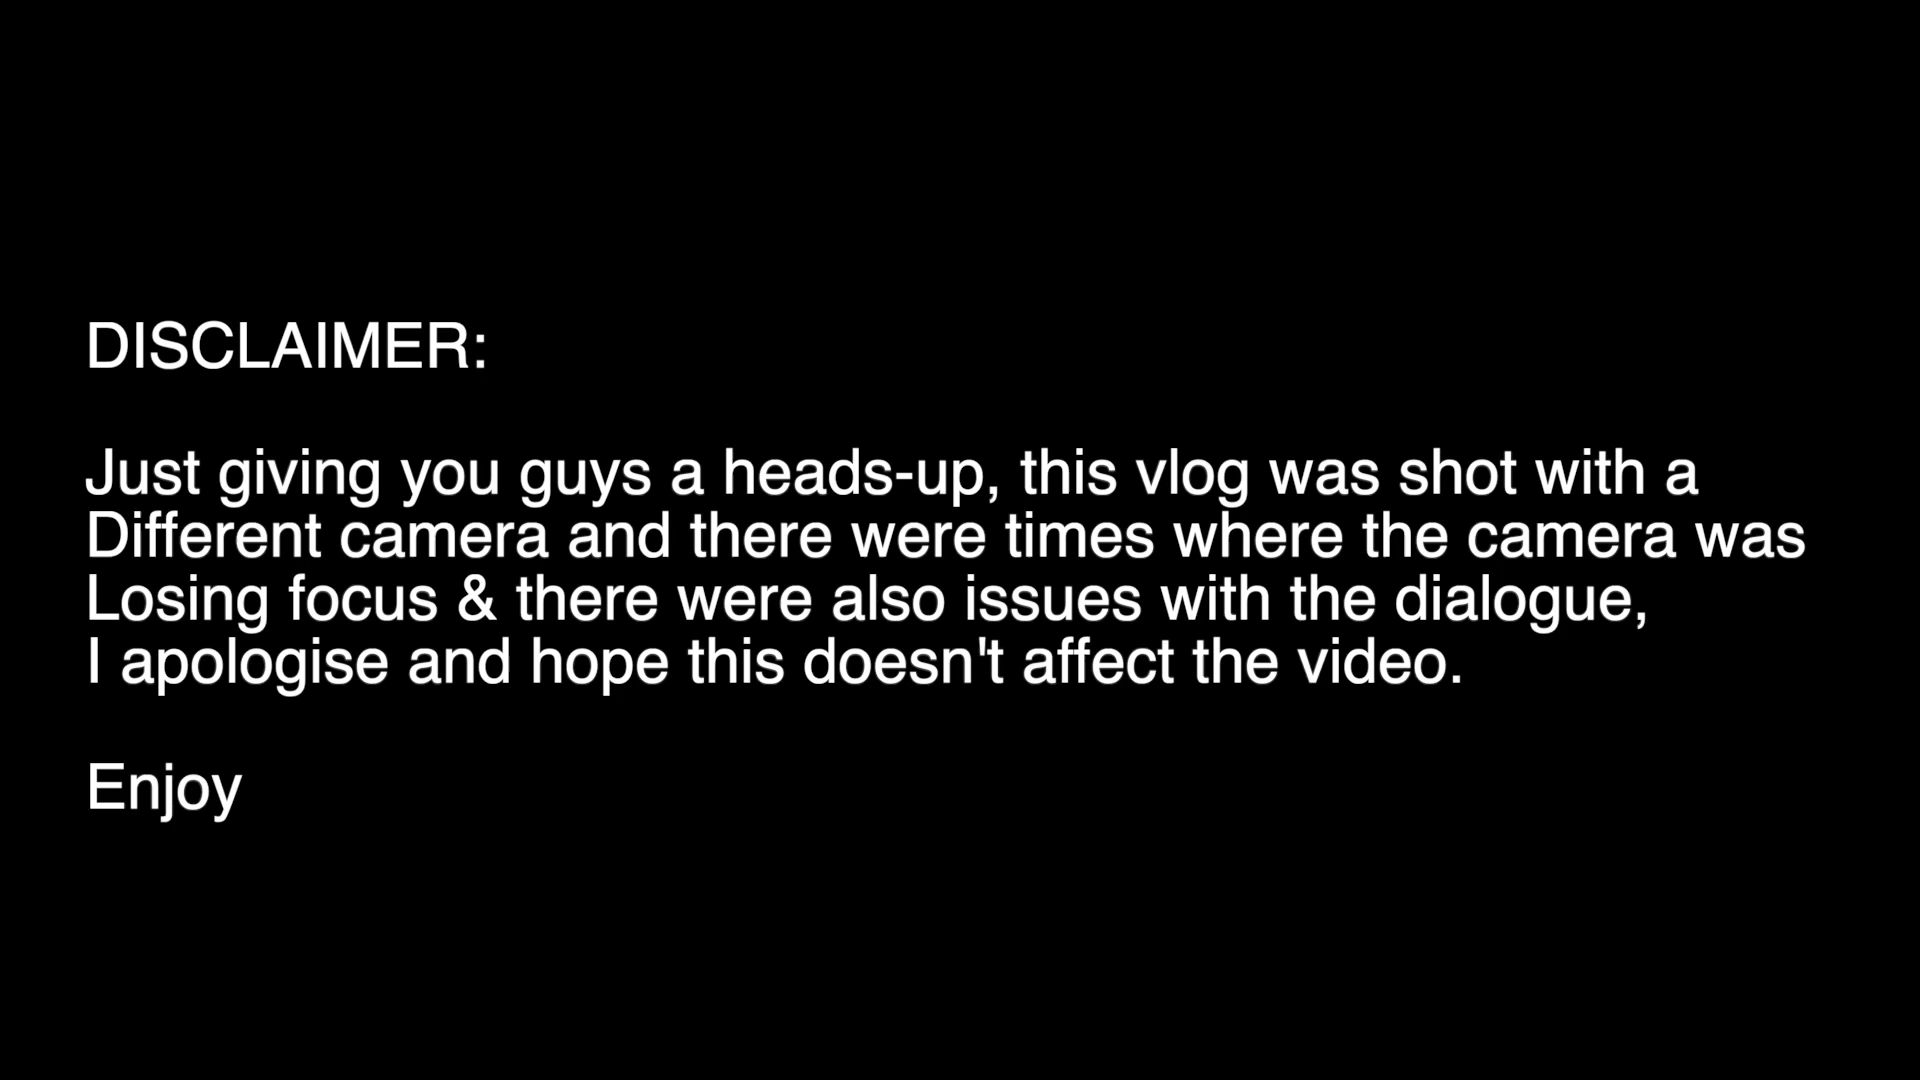 DISCLAIMER:
Just giving you guys a heads-up, this vlog was shot with a
Different camera and there were times where the camera was
Losing focus & there were also issues with the dialogue,
I apologise and hope this doesn't affect the video.
Enjoy